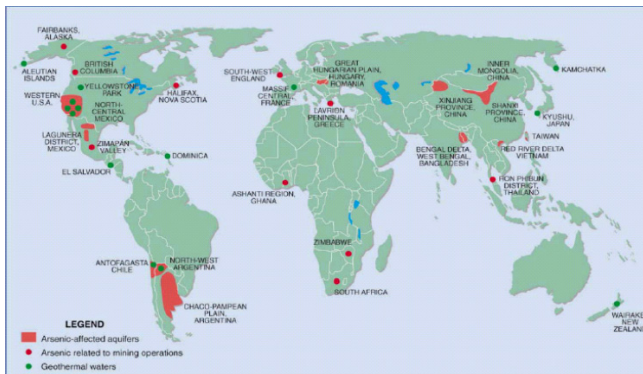 FAIRBANKS,
ALASKA
ALEUTIAN
ISLANDS
BRITISH
COLUMBIA
YELLOWSTONE
PARK
WESTERN
U.S.A.
NORTH-
CENTRAL
MEXICO
HALIFAX,
NOVA SCOTIA
LAGUNERA
DISTRICT,
MEXICO
ZIMAPÁN
VALLEY
EL SALVADOR
DOMINICA
ANTOFAGASTA
CHILE
NORTH-WEST
ARGENTINA
CHACO-PAMPEAN
PLAIN,
ARGENTINA
SOUTH-WEST
ENGLAND
MASSIF
CENTRAL,
FRANCE
GREAT
HUNGARIAN PLAIN,
HUNGARY,
ROMANIA
LAVRION
PENINSULA,
GREECE
ASHANTI REGION,
GHANA
ZIMBABWE
SOUTH AFRICA
INNER
MONGOLIA,
CHINA
XINJIANG
PROVINCE,
CHINA
SHANXI
PROVINCE,
CHINA
KAMCHATKA
KYUSHU,
JAPAN
TAIWAN
BENGAL DELTA,
WEST BENGAL,
BANGLADESH
RED RIVER DELTA
VIETNAM
RON PHIBUN
DISTRICT,
THAILAND
WAIRAKEI
NEW
ZEALAND
LEGEND
Arsenic-affected aquifers
Arsenic related to mining operations
Geothermal waters